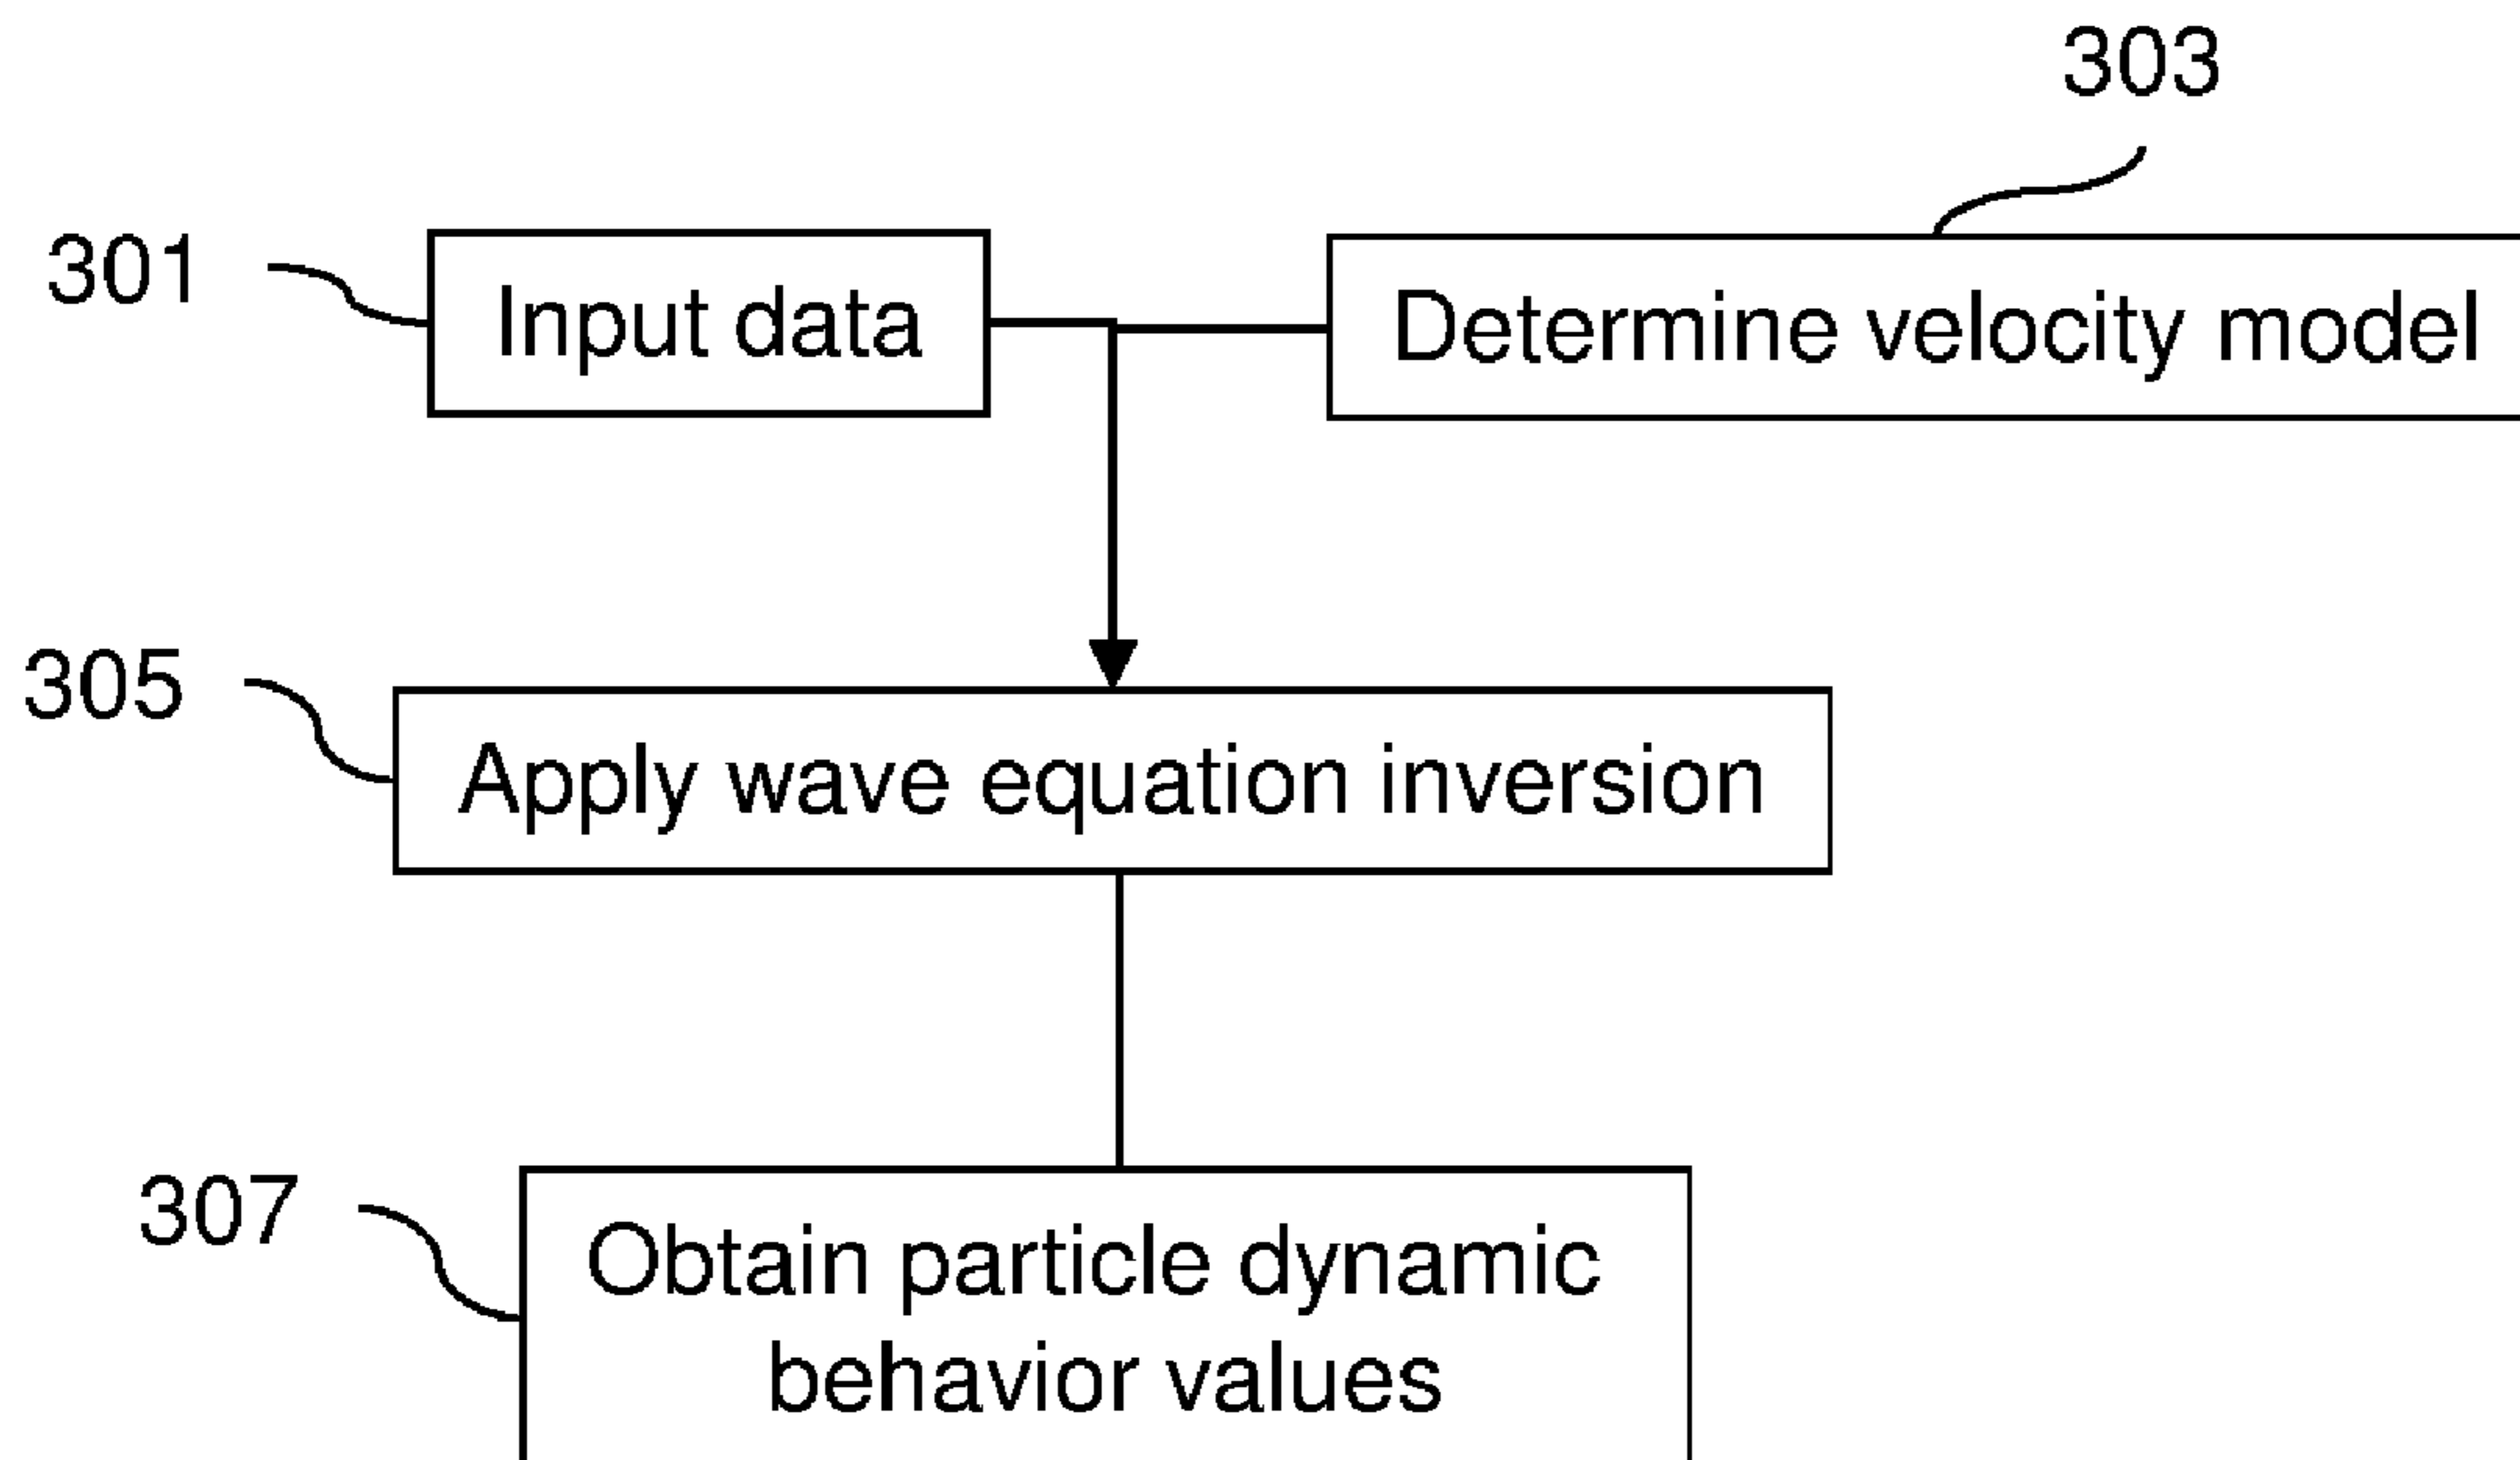 303
301
Input data
Determine velocity model
305
Apply wave equation inversion
307
Obtain particle dynamic
behavior values